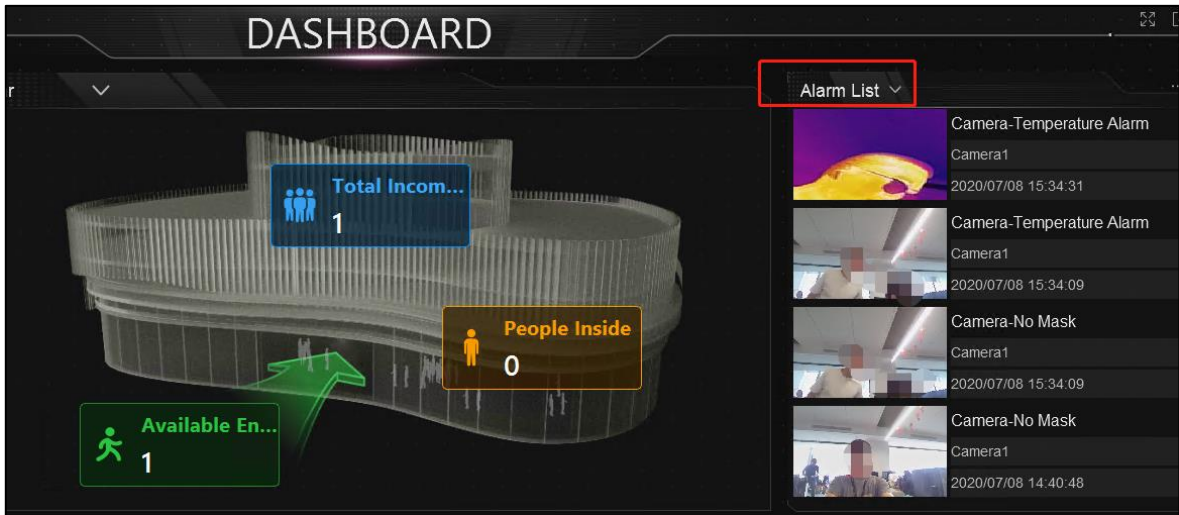 DASHBOARD
r
Alarm List
Total Incom...
1
People Inside
0
Available En...
1
Camera-Temperature Alarm
Camera1
2020/07/08 15:34:31
Camera-Temperature Alarm
Camera1
2020/07/08 15:34:09
Camera-No Mask
Camera1
2020/07/08 15:34:09
Camera-No Mask
Camera1
2020/07/08 14:40:48